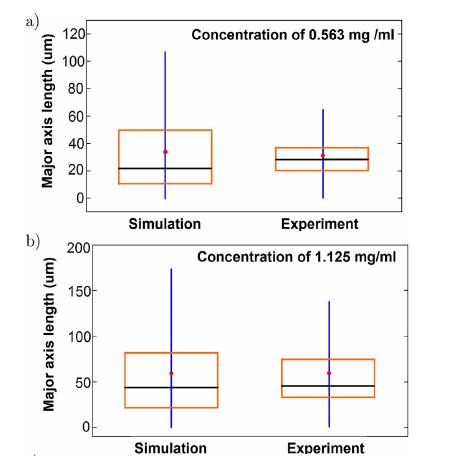 a)
Concentration of 0.563 mg /ml
Major axis length (um)
120
100
80
60
40
20
0
Simulation Experiment
b)
Concentration of 1.125 mg/ml
Major axis length (um)
200
150
100
50
0
Simulation Experiment